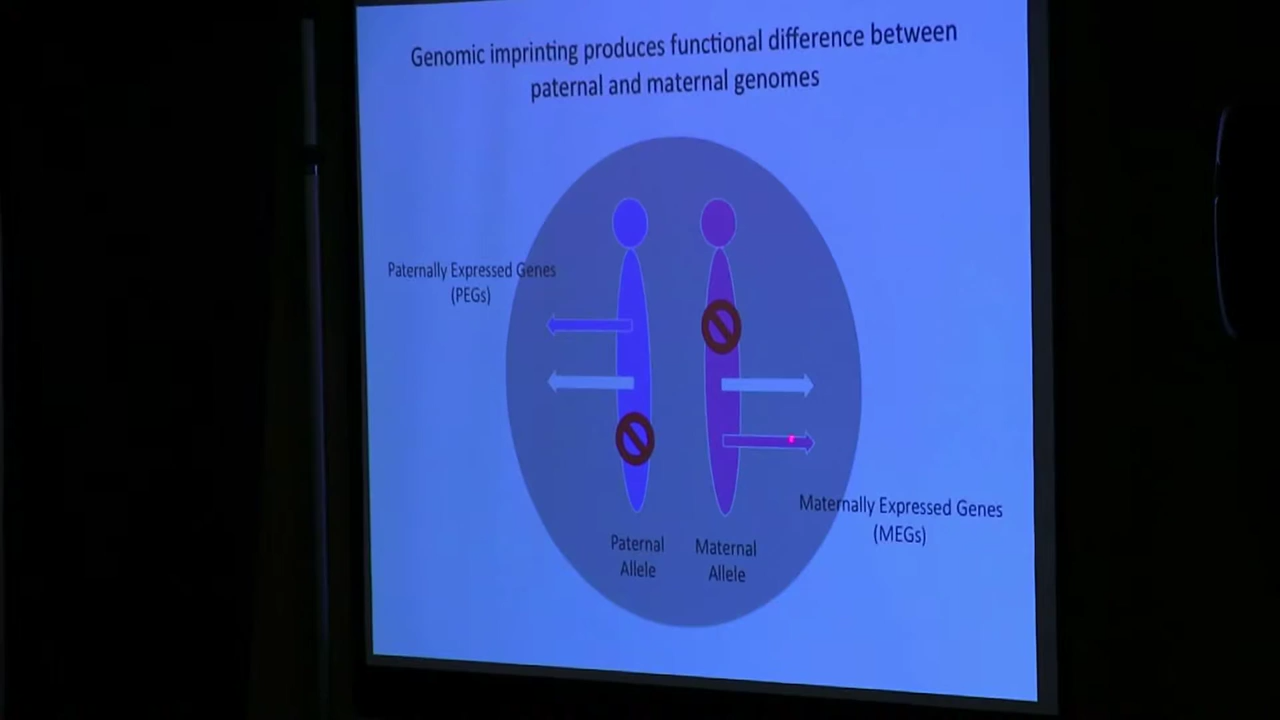 Genomic imprinting produces functional difference between
paternal and maternal genomes
Paternally Expressed Genes
(PEGs)
Maternally Expressed Genes
(MEGs)
Paternal
Allele
Maternal
Allele